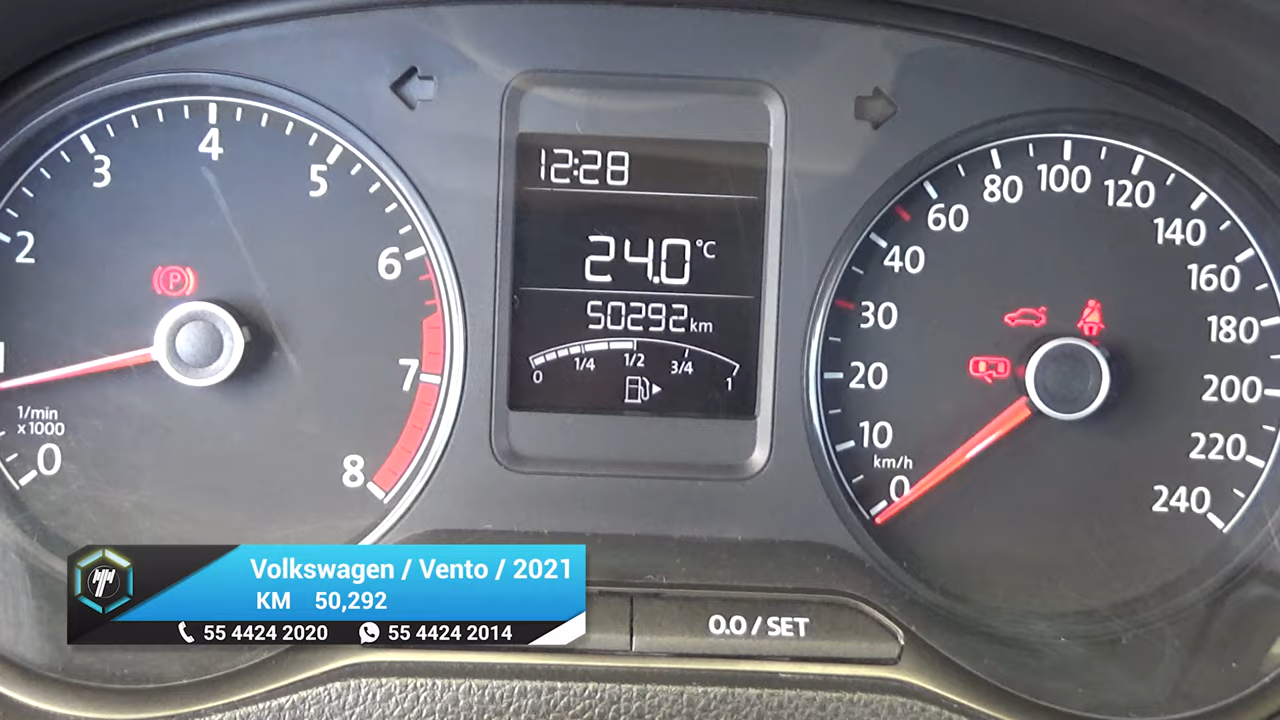 12:28
24.0 °C
50292 km
0 1/4 1/2 3/4 1
1 2 3 4 5 6 7 8
1/min
x1000
0
P
0 10 20 30 40 60 80 100 120 140 160 180 200 220 240
km/h
0.0 / SET
Volkswagen / Vento / 2021
KM 50,292
55 4424 2020 55 4424 2014